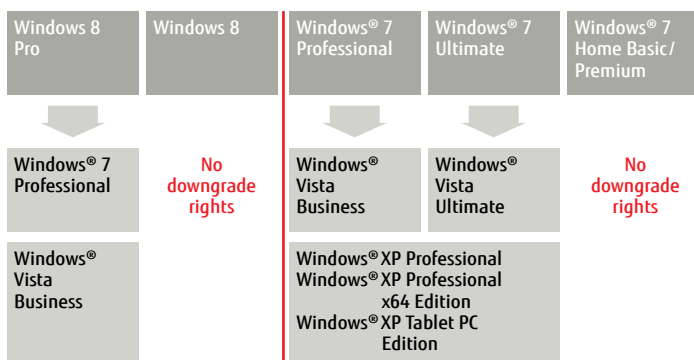 Windows 8
Pro
Windows 8
Windows® 7
Professional
Windows® 7
Ultimate
Windows® 7
Home Basic/
Premium
Windows® 7
Professional
No
downgrade
rights
Windows®
Vista
Business
Windows®
Vista
Ultimate
No
downgrade
rights
Windows®
Vista
Business
Windows® XP Professional
Windows® XP Professional
x64 Edition
Windows® XP Tablet PC
Edition